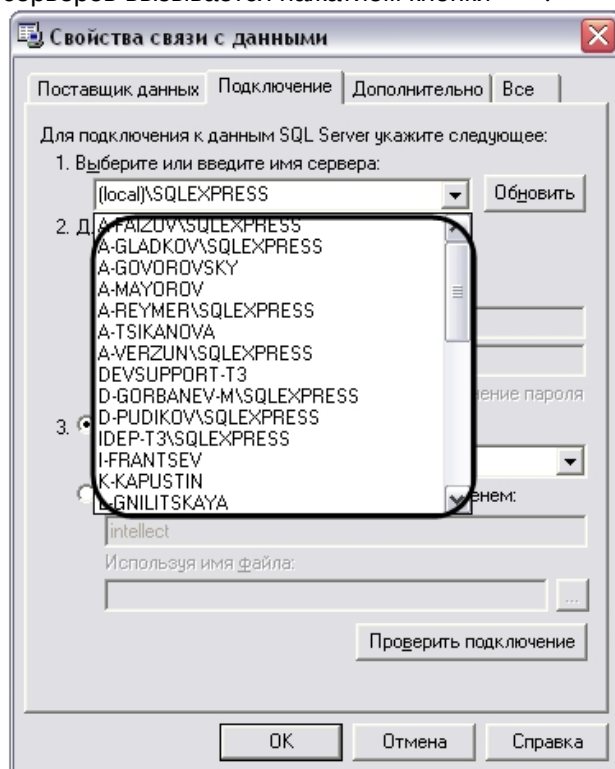 серверов вызывается нажатием кнопки
Свойства связи с данными
Поставщик данных Подключение Дополнительно Все
Для подключения к данным SQL Server укажите следующее:
1. Выберите или введите имя сервера:
(local)\SQLEXPRESS Обновить
2. Д
A-FAIZOV\SQLEXPRESS
A-GLADKOV\SQLEXPRESS
A-GOVOROVSKY
A-MAYOROV
A-REYMER\SQLEXPRESS
A-TSIKANOVA
A-VERZUN\SQLEXPRESS
DEVSUPPORT-T3
D-GORBANEV-M\SQLEXPRESS
ение пароля
D-PUDIKOV\SQLEXPRESS
3.
IDEP-T3\SQLEXPRESS
I-FRANTSEV
K-KAPUSTIN
L-GNILITSKAYA
енем:
intellect
Используя имя файла:
...
Проверить подключение
OK Отмена Справка